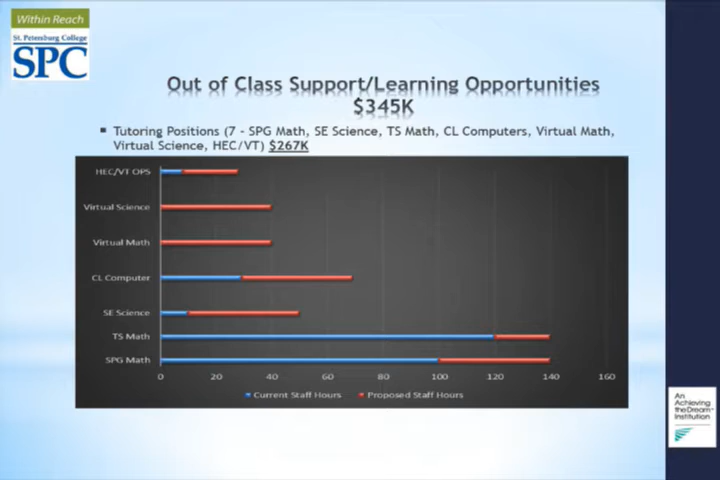 Within Reach
St. Petersburg College
SPC
Out of Class Support/Learning Opportunities
$345K
▪ Tutoring Positions (7 - SPG Math, SE Science, TS Math, CL Computers, Virtual Math,
Virtual Science, HEC/VT) $267K
HEC/VT OPS
Virtual Science
Virtual Math
CL Computer
SE Science
TS Math
SPG Math
0 20 40 60 80 100 120 140 160
Current Staff Hours Proposed Staff Hours
An
Achieving
the Dream™
Institution